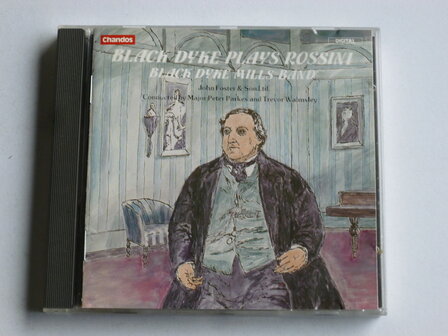 Chandos
DIGITAL
BLACK DYKE PLAYS ROSSINI
BLACK DYKE MILLS BAND
John Foster & Son Ltd.
Conducted by Major Peter Parkes and Trevor Walmsley